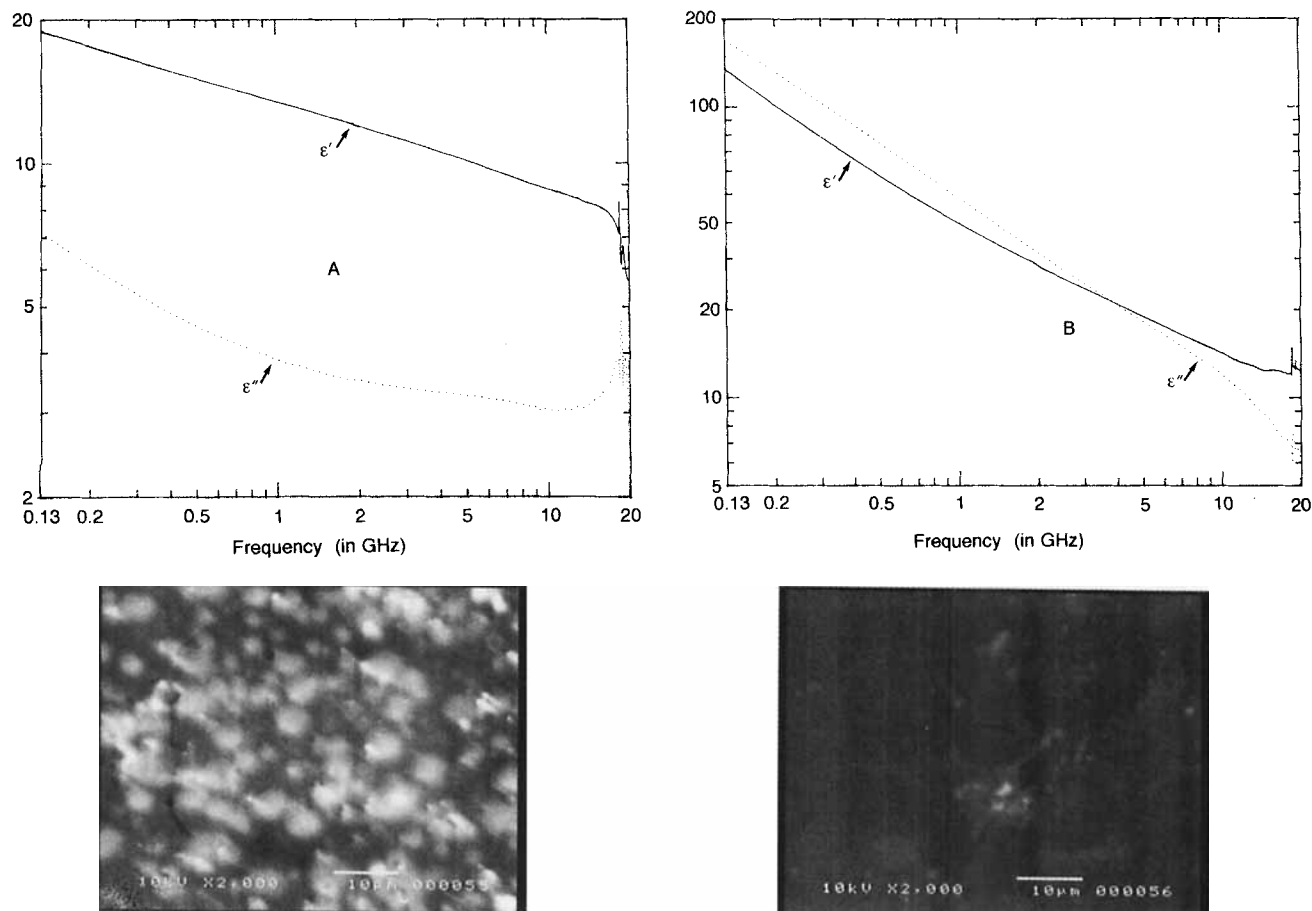 20
10
5
2
ε'
A
ε″
0.13 0.2 0.5 1 2 5 10 20
Frequency (in GHz)
200
100
50
20
10
5
ε'
B
ε″
0.13 0.2 0.5 1 2 5 10 20
Frequency (in GHz)
10kV X2,000 10μm 000055
10kV X2,000 10μm 000056